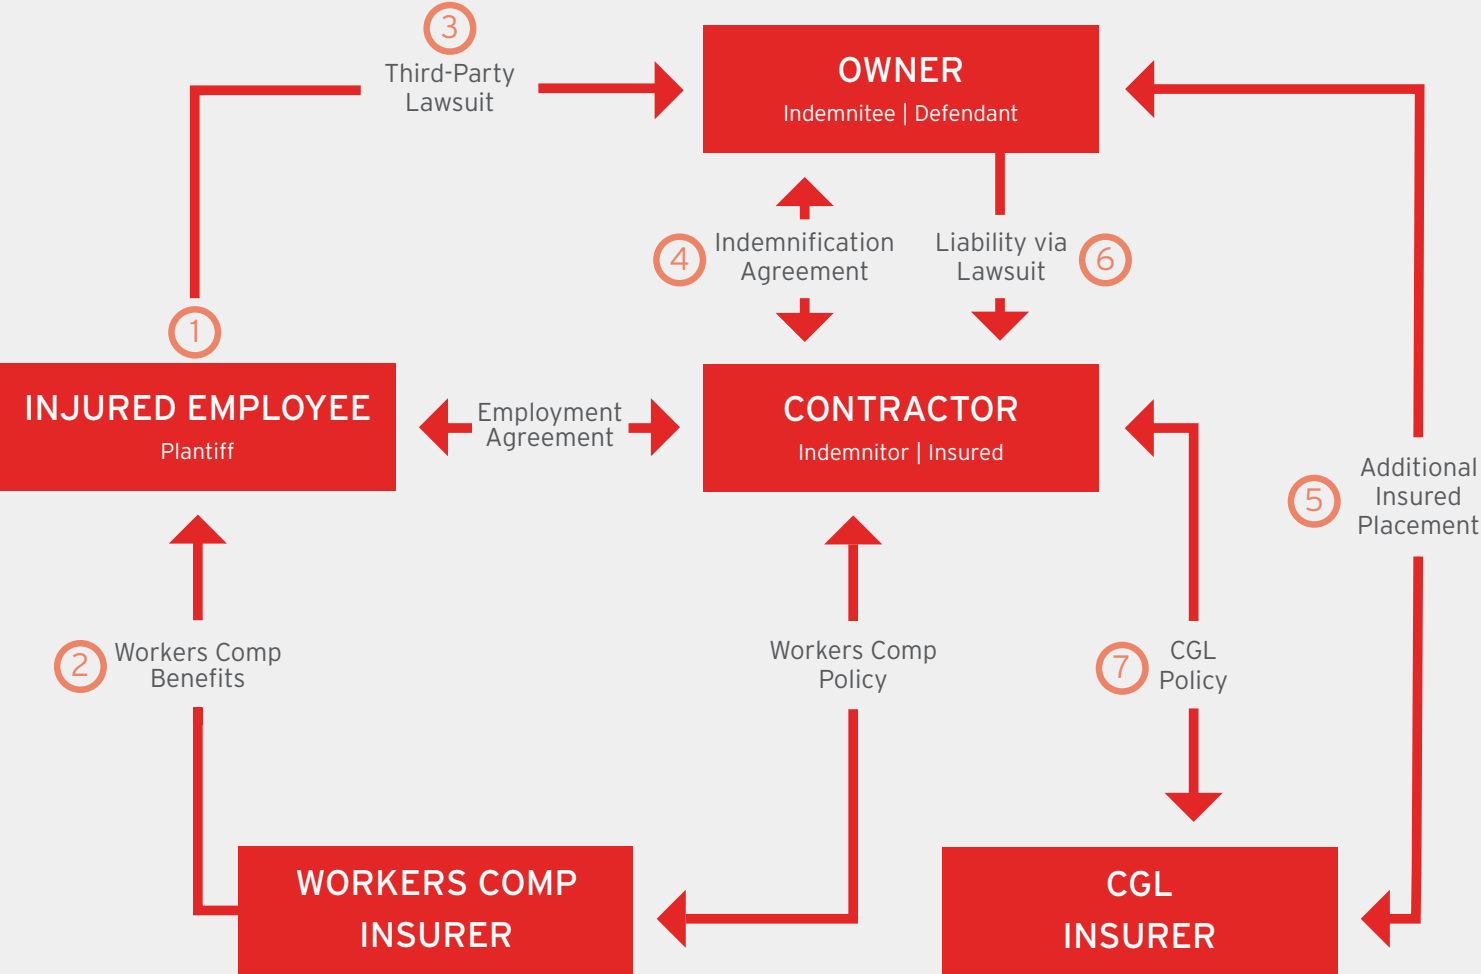 3
Third-Party
Lawsuit
OWNER
Indemnitee | Defendant
4
Indemnification
Agreement
Liability via
Lawsuit
6
1
INJURED EMPLOYEE
Plantiff
Employment
Agreement
CONTRACTOR
Indemnitor | Insured
5
Additional
Insured
Placement
2
Workers Comp
Benefits
Workers Comp
Policy
7
CGL
Policy
WORKERS COMP
INSURER
CGL
INSURER